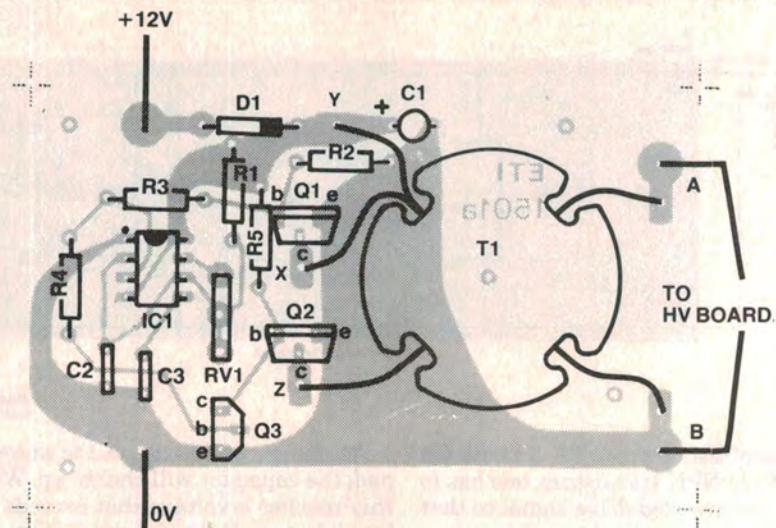 +12V
D1
Y
+
C1
R3
R1
R2
Q1
b
e
ETI
1501a
A
R4
R5
c
X
T1
IC1
Q2
b
e
TO
HV BOARD.
C2
C3
RV1
c
Z
c
b
e
Q3
B
0V